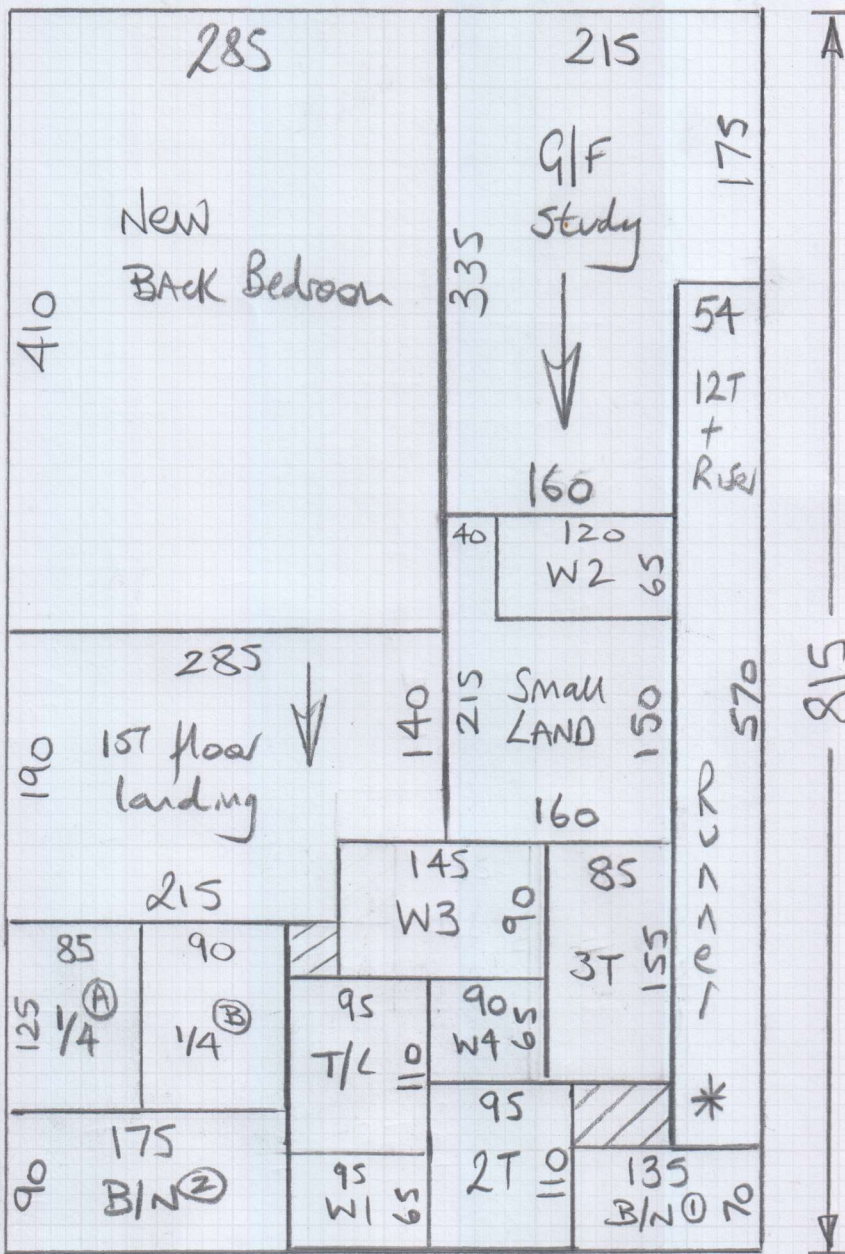 285
New
BACK Bedroom
410
215
G/F
Study
175
335
160
54
12T
+
Riser
570
Runner
*
815
40
120
W2
65
215
Small
LAND
150
160
285
190
1ST floor
landing
140
215
145
W3
90
85
3T
155
85
125
1/4 Ⓐ
90
1/4 Ⓑ
95
T/L
110
90
W4
65
175
90
B/N ②
95
W1
65
95
2T
110
135
B/N ①
70